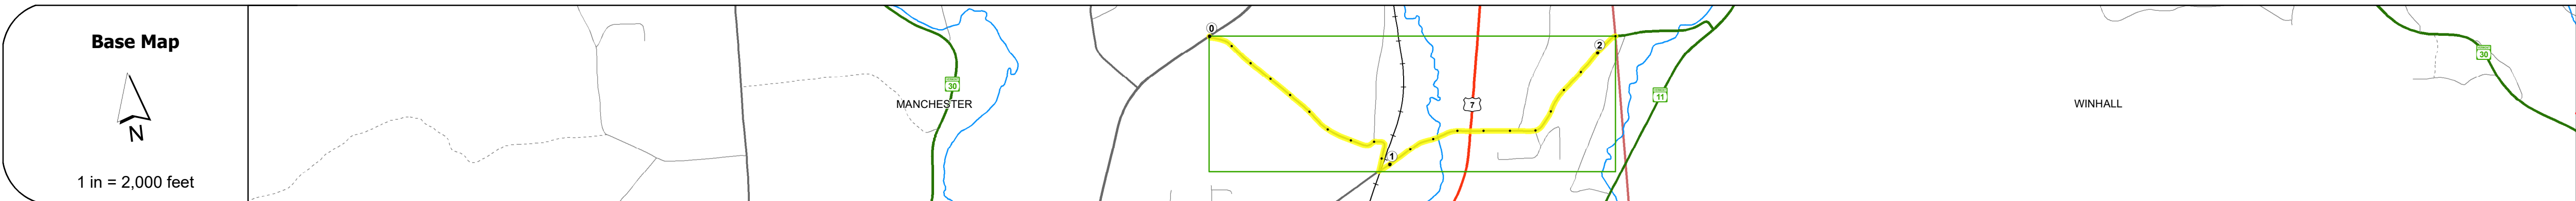 Base Map
N
1 in = 2,000 feet
30
MANCHESTER
0
1
7
2
11
WINHALL
30